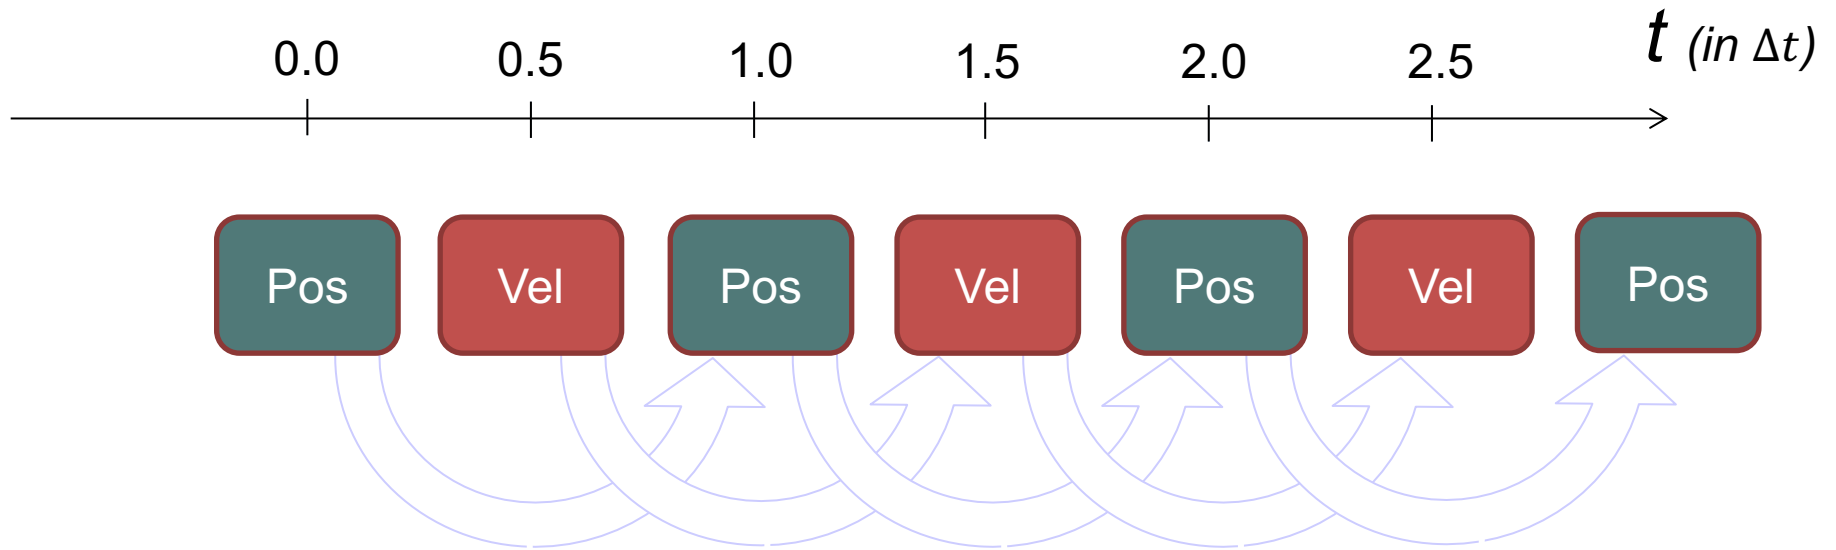 0.0 0.5 1.0 1.5 2.0 2.5 t (in Δt)
Pos Vel Pos Vel Pos Vel Pos